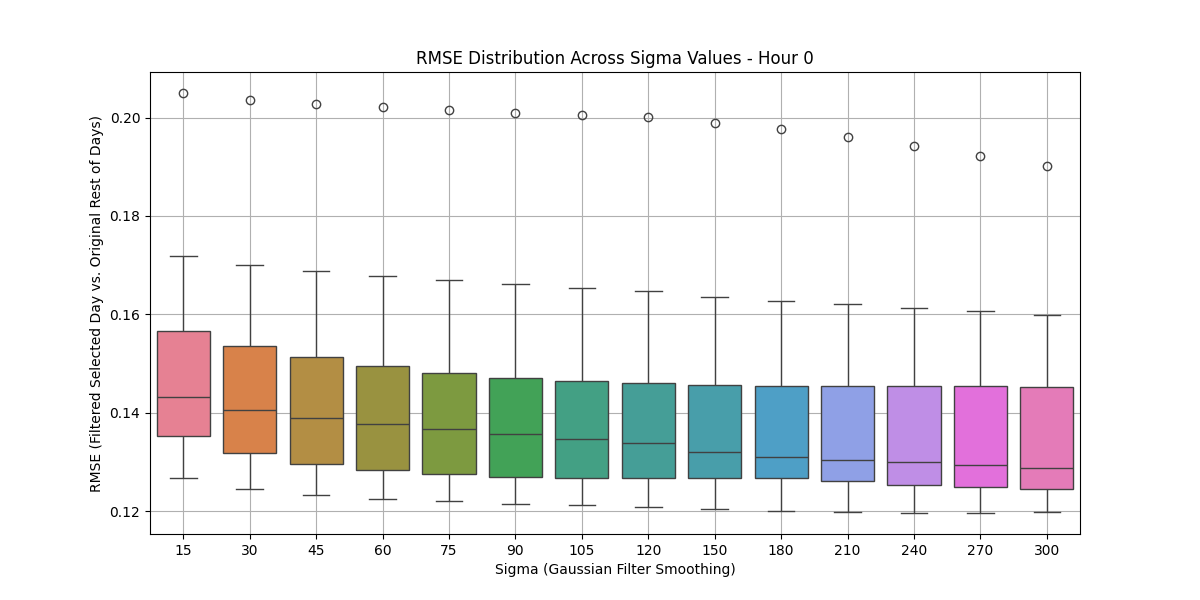 RMSE Distribution Across Sigma Values - Hour 0
RMSE (Filtered Selected Day vs. Original Rest of Days)
0.20
0.18
0.16
0.14
0.12
15 30 45 60 75 90 105 120 150 180 210 240 270 300
Sigma (Gaussian Filter Smoothing)